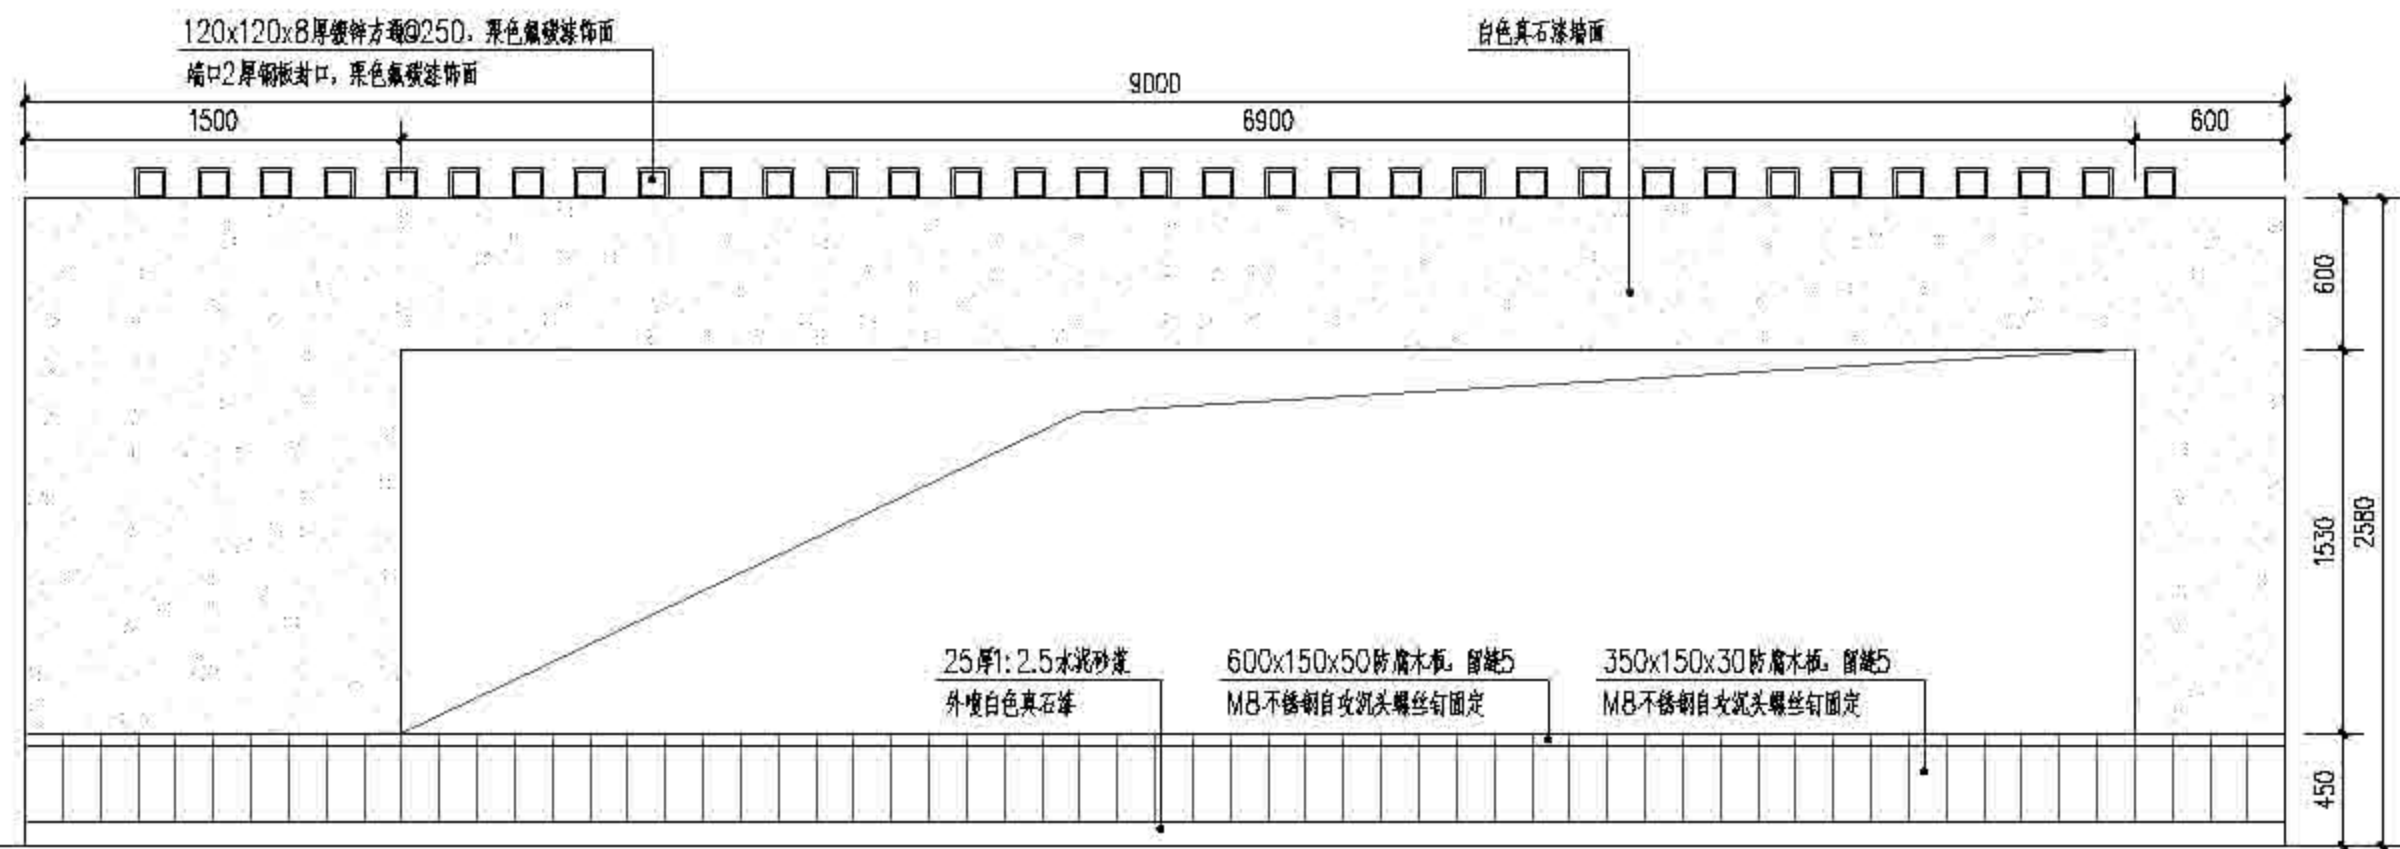 120x120x8厚镀锌方通@250，栗色氟碳漆饰面
端口2厚钢板封口，栗色氟碳漆饰面
白色真石漆墙面
9000
1500
6900
600
600
1530
2580
450
25厚1:2.5水泥砂浆
外喷白色真石漆
600x150x50防腐木板，留缝5
M8不锈钢自攻沉头螺丝钉固定
350x150x30防腐木板，留缝5
M8不锈钢自攻沉头螺丝钉固定